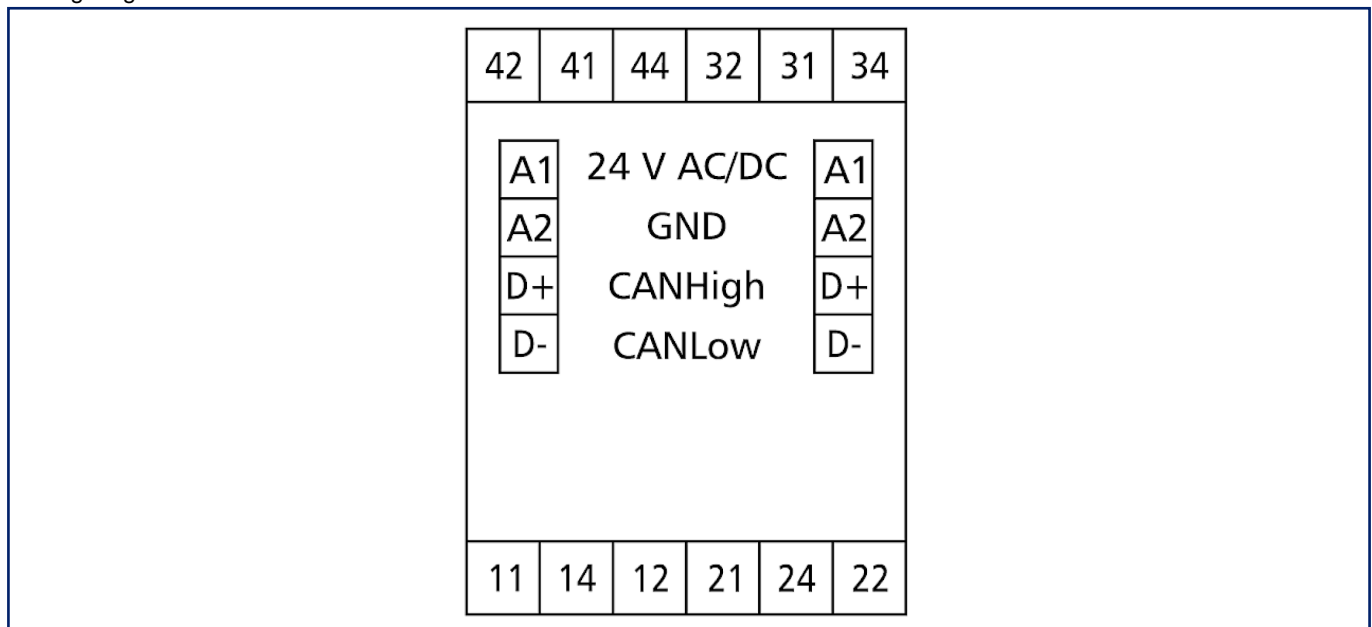 42 41 44 32 31 34
A1 24 V AC/DC A1
A2 GND A2
D+ CANHigh D+
D- CANLow D-
11 14 12 21 24 22